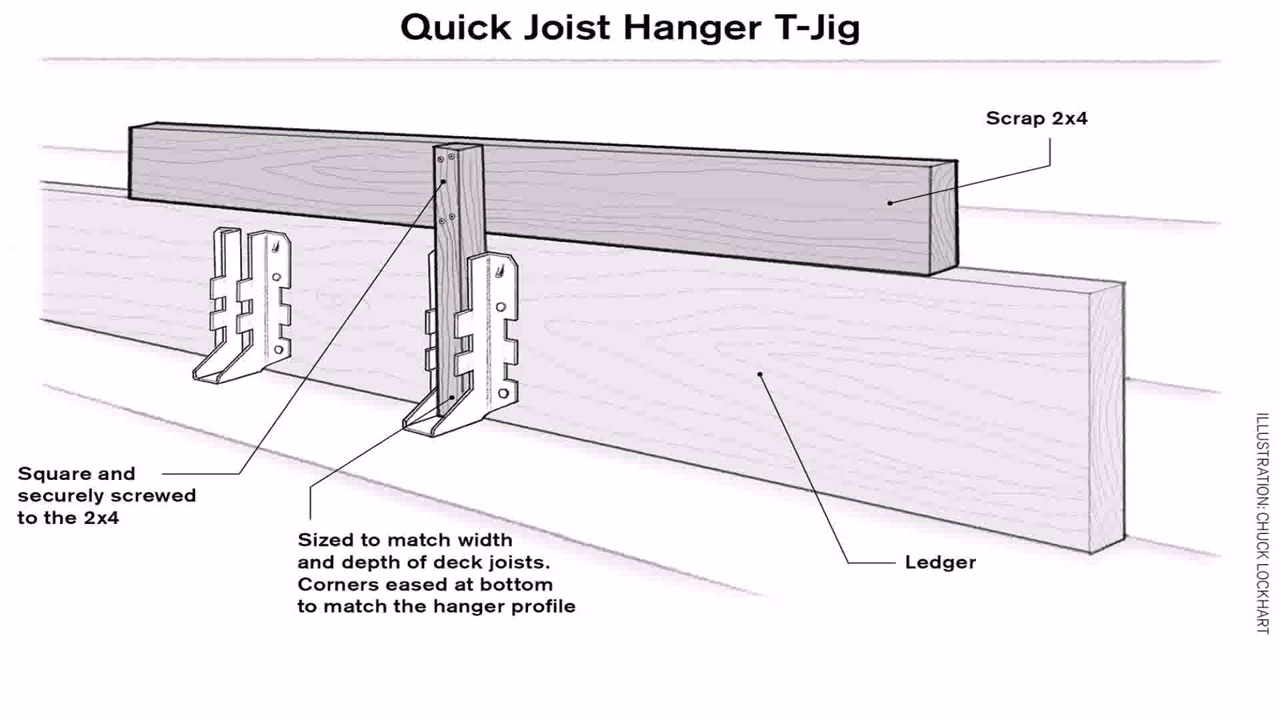 Quick Joist Hanger T-Jig
Scrap 2x4
Square and
securely screwed
to the 2x4
Sized to match width
and depth of deck joists.
Corners eased at bottom
to match the hanger profile
Ledger
ILLUSTRATION: CHUCK LOCKHART